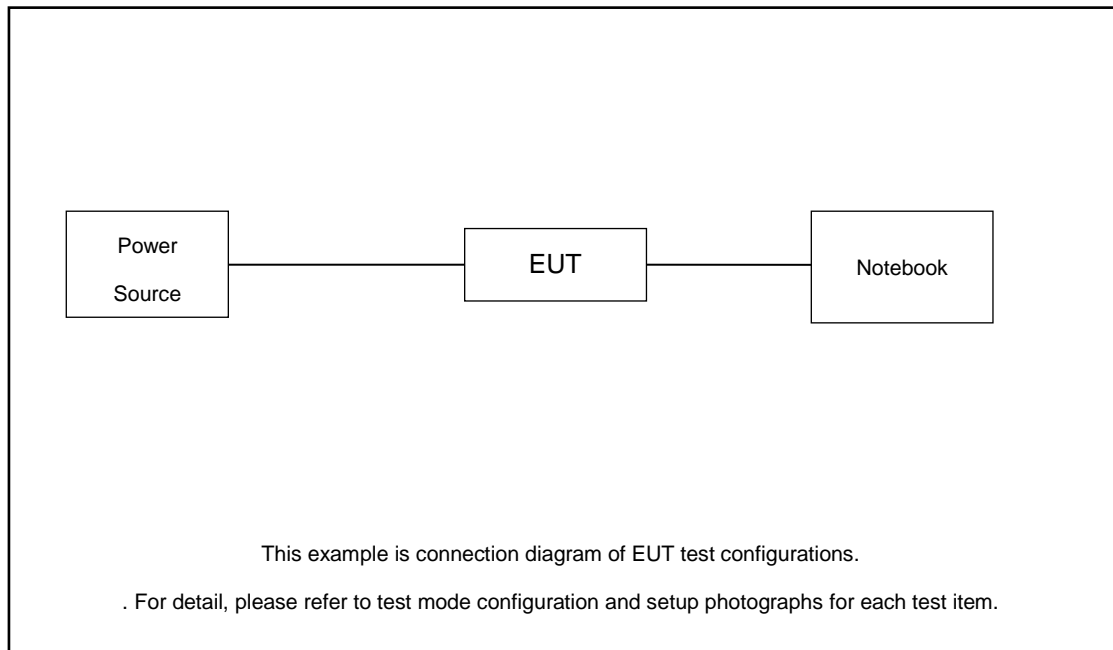 Power
Source
EUT
Notebook
This example is connection diagram of EUT test configurations.
. For detail, please refer to test mode configuration and setup photographs for each test item.